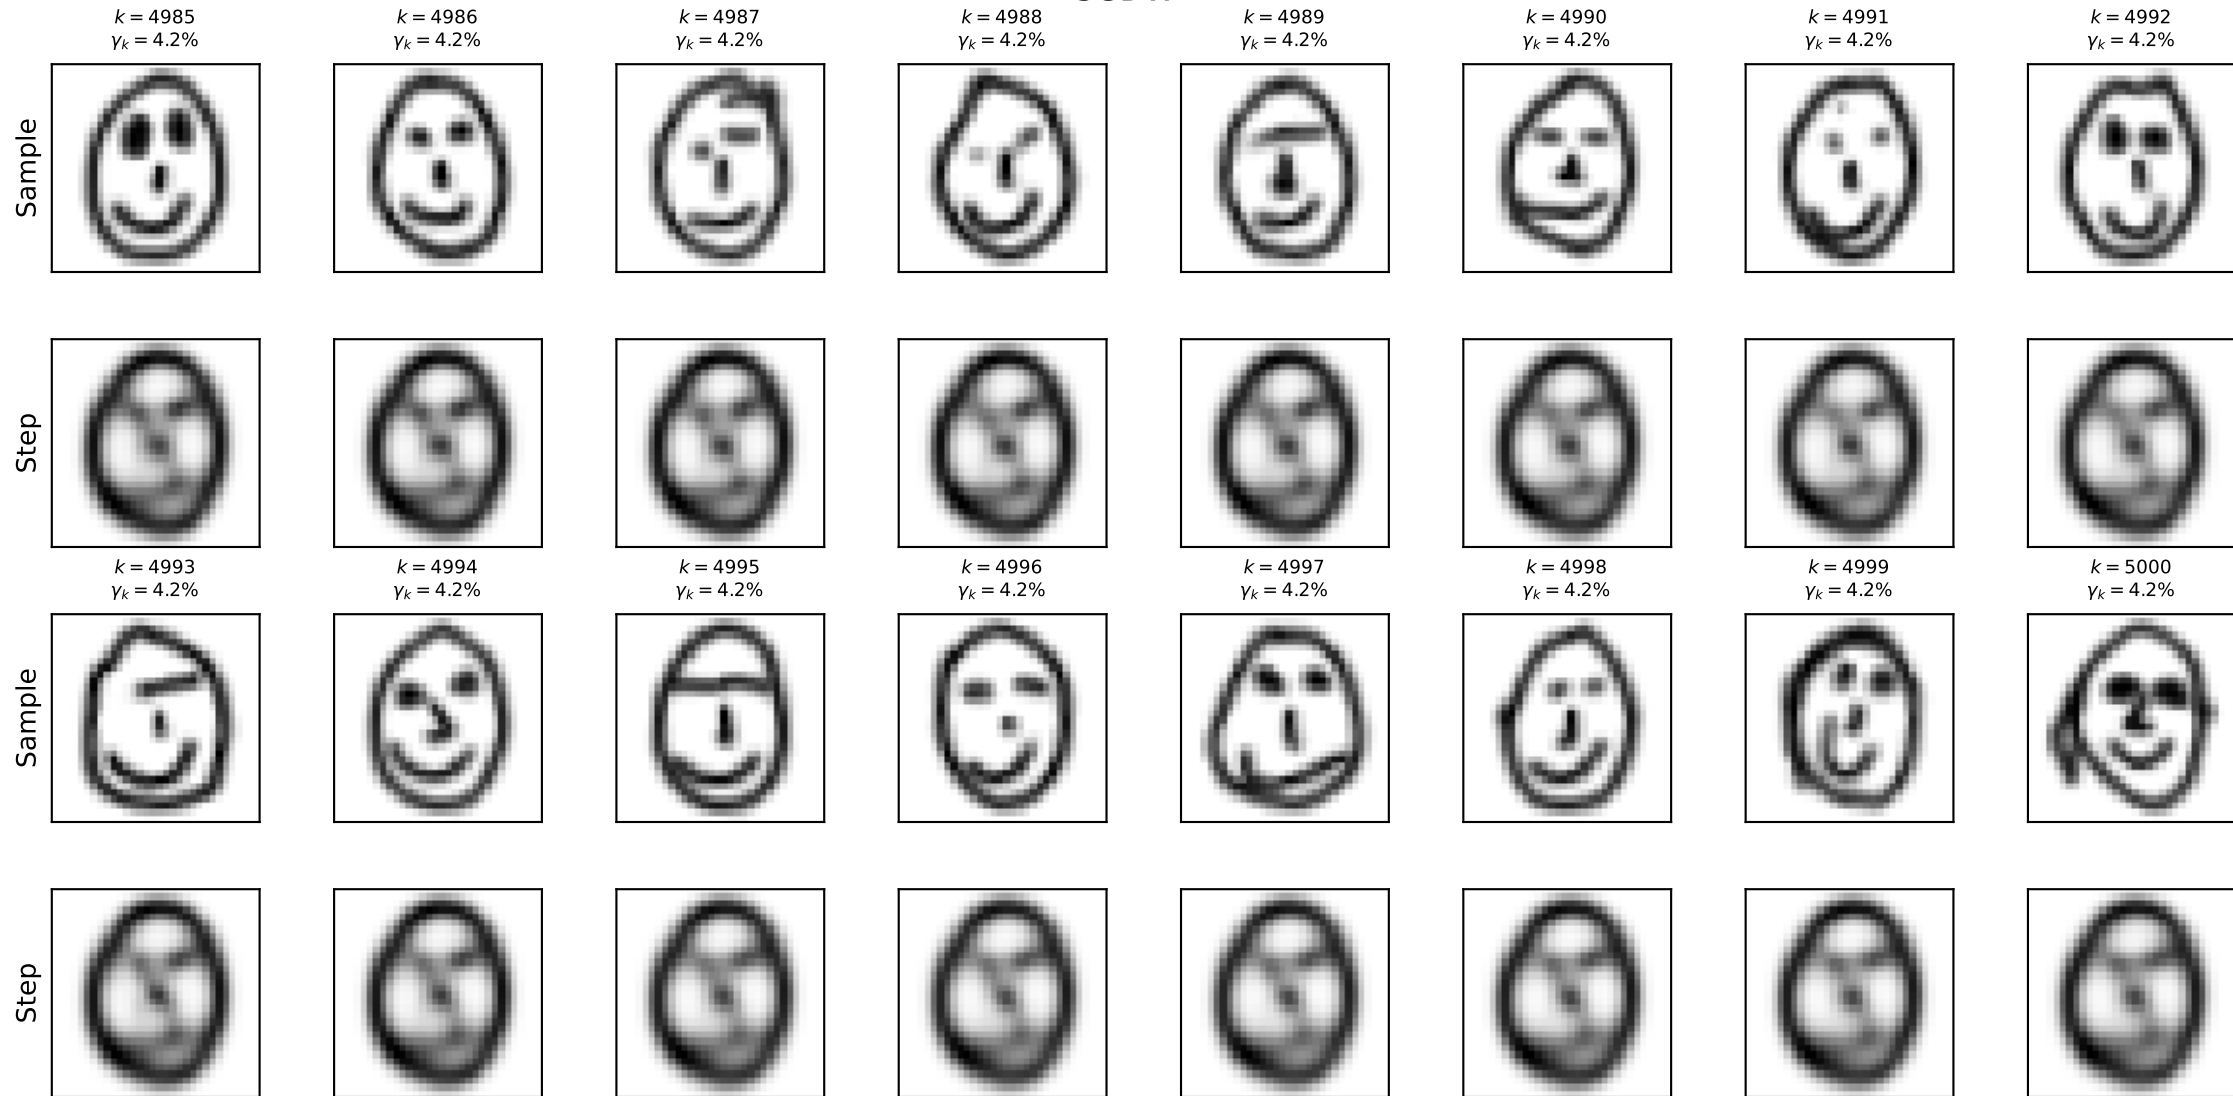 k = 4985 k = 4986 k = 4987 k = 4988 k = 4989 k = 4990 k = 4991 k = 4992
γk = 4.2% γk = 4.2% γk = 4.2% γk = 4.2% γk = 4.2% γk = 4.2% γk = 4.2% γk = 4.2%
Sample
Step
k = 4993 k = 4994 k = 4995 k = 4996 k = 4997 k = 4998 k = 4999 k = 5000
γk = 4.2% γk = 4.2% γk = 4.2% γk = 4.2% γk = 4.2% γk = 4.2% γk = 4.2% γk = 4.2%
Sample
Step